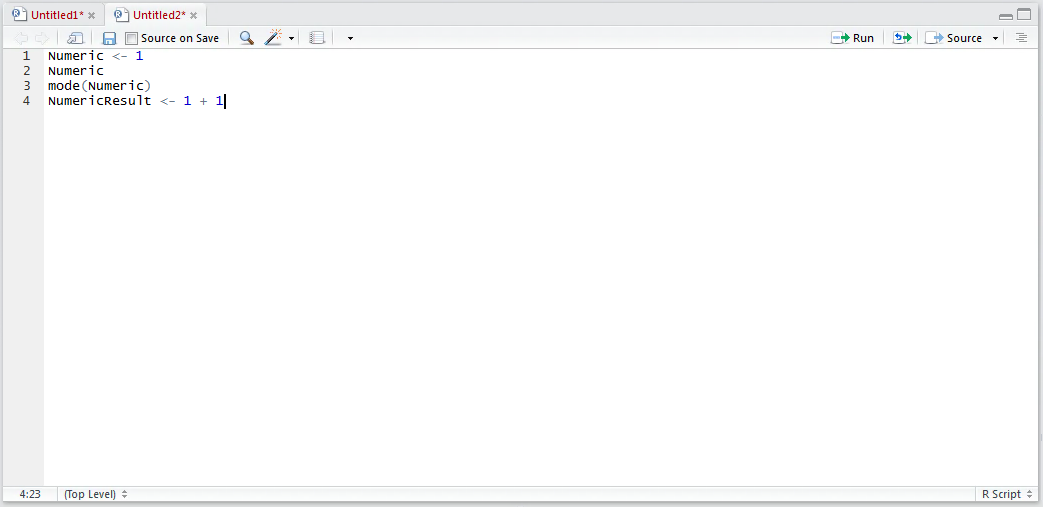 Untitled1* Untitled2*
Source on Save Run Source
1 Numeric <- 1
2 Numeric
3 mode(Numeric)
4 NumericResult <- 1 + 1
4:23 (Top Level) R Script